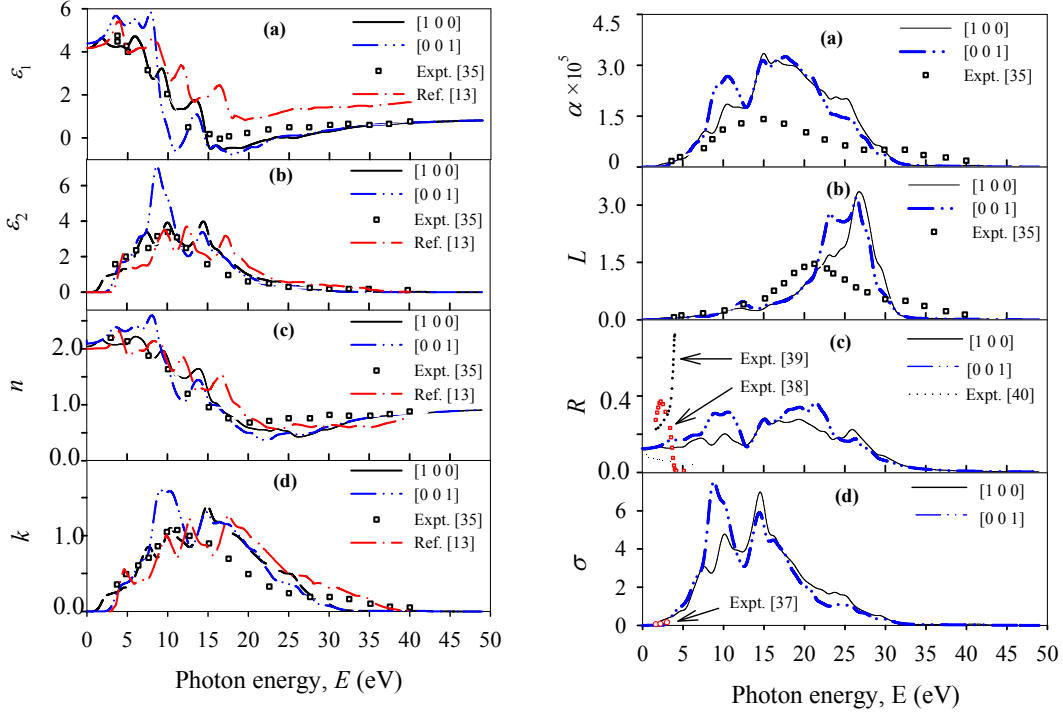 (a)
[1 0 0]
[0 0 1]
Expt. [35]
Ref. [13]
ε1
6
4
2
0
(b)
[1 0 0]
[0 0 1]
Expt. [35]
Ref. [13]
ε2
6
4
2
0
(c)
[1 0 0]
[0 0 1]
Expt. [35]
Ref. [13]
n
2.0
1.0
0.0
(d)
[1 0 0]
[0 0 1]
Expt. [35]
Ref. [13]
k
1.0
0.0
0 5 10 15 20 25 30 35 40 45 50
Photon energy, E (eV)
(a)
[1 0 0]
[0 0 1]
Expt. [35]
α × 10^5
3.0
1.5
0
(b)
[1 0 0]
[0 0 1]
Expt. [35]
L
3.0
1.5
0
(c)
[1 0 0]
[0 0 1]
Expt. [40]
Expt. [39]
Expt. [38]
R
0.4
0
(d)
[1 0 0]
[0 0 1]
Expt. [37]
σ
6
4
2
0
0 5 10 15 20 25 30 35 40 45 50
Photon energy, E (eV)